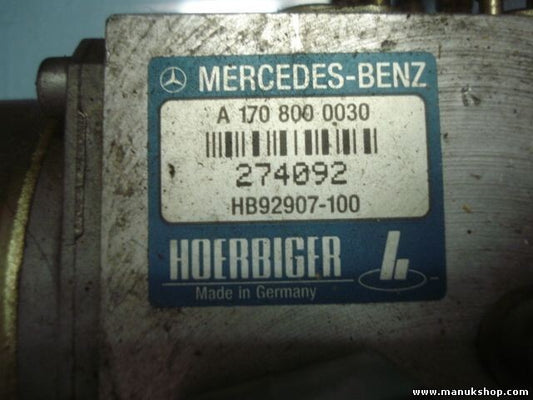 MERCEDES-BENZ
A 170 800 0030
274092
HB92907-100
HOERBIGER
Made in Germany
www.manukshop.com